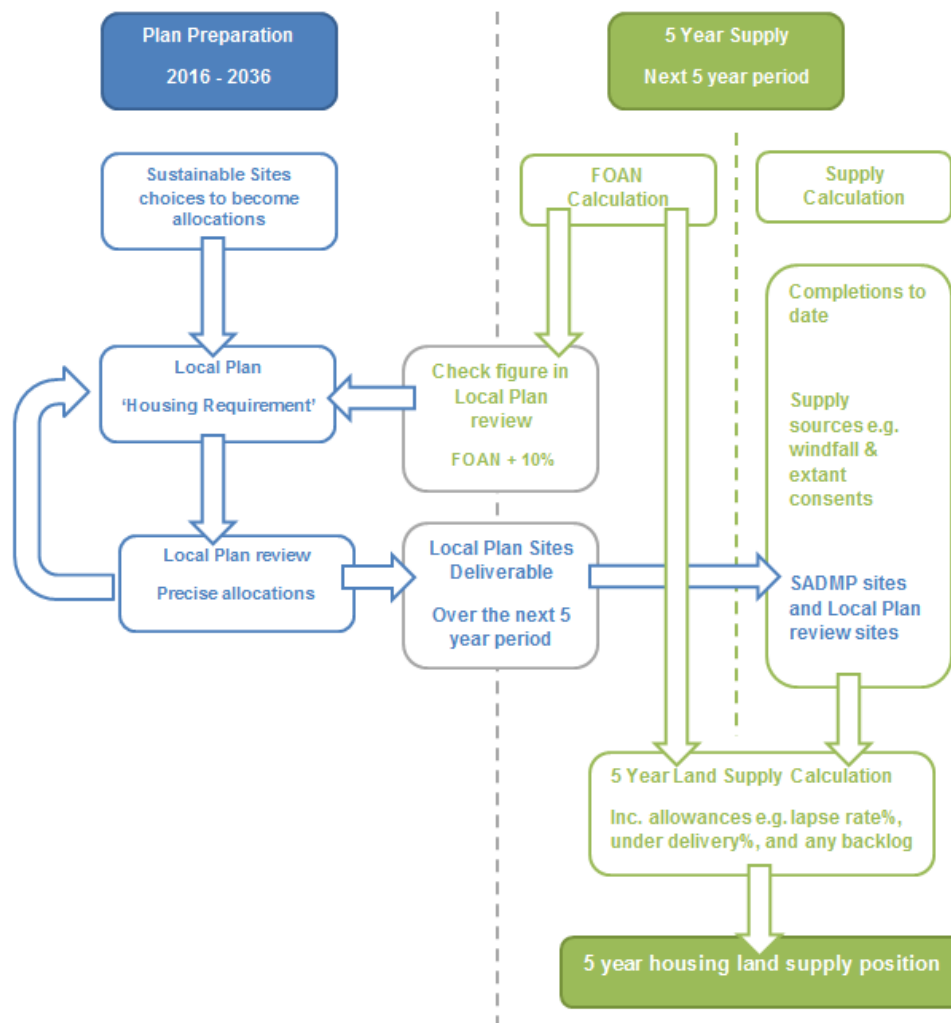 Plan Preparation
2016 - 2036
5 Year Supply
Next 5 year period
Sustainable Sites
choices to become
allocations
FOAN
Calculation
Supply
Calculation
Completions to
date
Supply
sources e.g.
windfall &
extant
consents
SADMP sites
and Local Plan
review sites
Local Plan
‘Housing Requirement’
Check figure in
Local Plan
review
FOAN + 10%
Local Plan review
Precise allocations
Local Plan Sites
Deliverable
Over the next 5
year period
5 Year Land Supply Calculation
Inc. allowances e.g. lapse rate%,
under delivery%, and any backlog
5 year housing land supply position